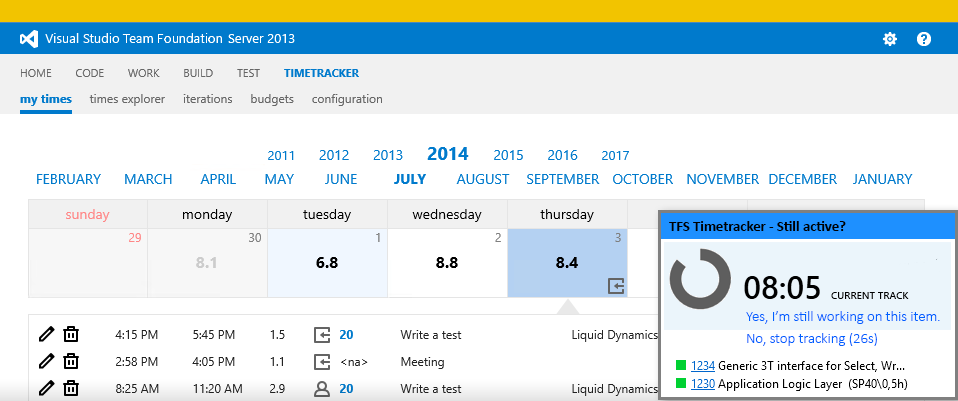 Visual Studio Team Foundation Server 2013
HOME CODE WORK BUILD TEST TIMETRACKER
my times times explorer iterations budgets configuration
2011 2012 2013 2014 2015 2016 2017
FEBRUARY MARCH APRIL MAY JUNE JULY AUGUST SEPTEMBER OCTOBER NOVEMBER DECEMBER JANUARY
sunday monday tuesday wednesday thursday
29 30 1 2 3
8.1 6.8 8.8 8.4
4:15 PM 5:45 PM 1.5 20 Write a test Liquid Dynamics
2:58 PM 4:05 PM 1.1 <na> Meeting
8:25 AM 11:20 AM 2.9 20 Write a test Liquid Dynamics
TFS Timetracker - Still active?
08:05 CURRENT TRACK
Yes, I'm still working on this item.
No, stop tracking (26s)
1234 Generic 3T interface for Select, Wr...
1230 Application Logic Layer (SP40\0,5h)